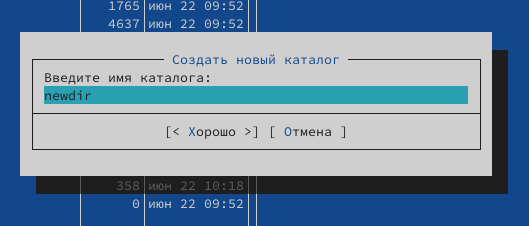 1765 июн 22 09:52
4637 июн 22 09:52
Создать новый каталог
Введите имя каталога:
newdir
[< Хорошо >] [ Отмена ]
358 июн 22 10:18
0 июн 22 09:52